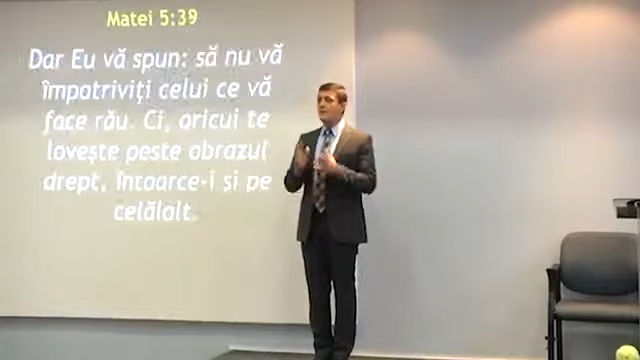 Matei 5:39
Dar Eu vă spun: să nu vă
împotriviți celui ce vă
face rău. Ci, oricui te
lovește peste obrazul
drept, întoarce-i și pe
celălalt.